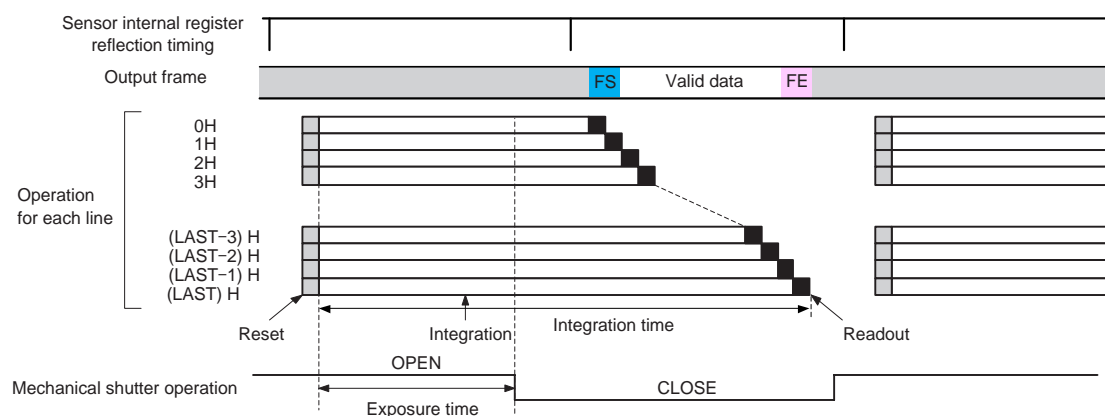 Sensor internal register
reflection timing
Output frame
FS
Valid data
FE
0H
1H
2H
3H
Operation
for each line
(LAST−3) H
(LAST−2) H
(LAST−1) H
(LAST) H
Reset
Integration
Integration time
Readout
OPEN
Mechanical shutter operation
CLOSE
Exposure time